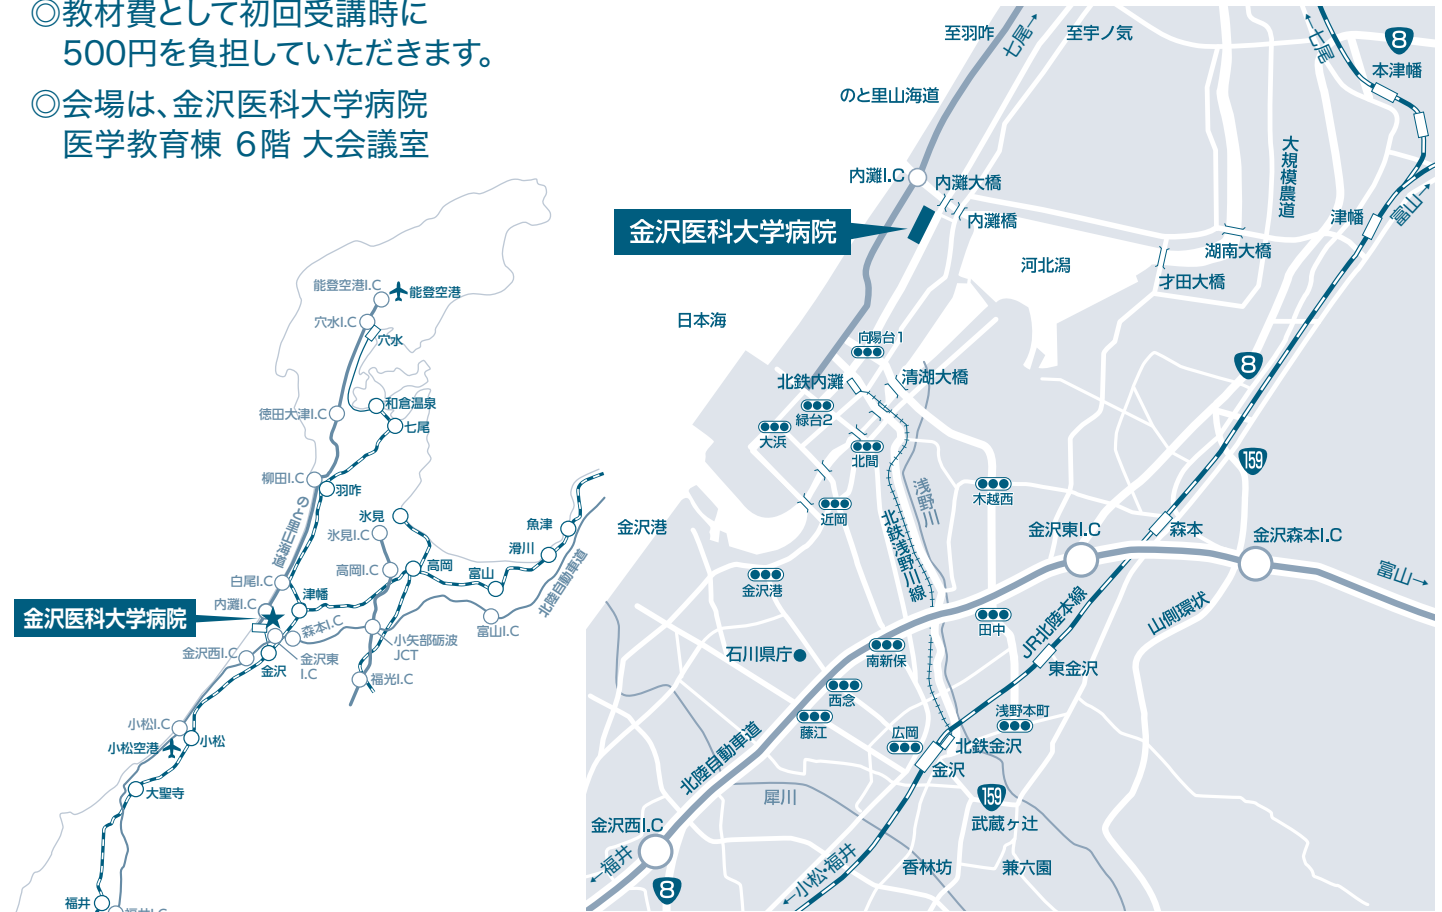 ◎教材費として初回受講時に
500円を負担していただきます。
◎会場は、金沢医科大学病院
医学教育棟 6階 大会議室
能登空港I.C
能登空港
穴水I.C
穴水
和倉温泉
徳田大津I.C
七尾
柳田I.C
羽咋
のと里山海道
氷見
氷見I.C
魚津
滑川
高岡I.C
高岡
富山
北陸自動車道
白尾I.C
津幡
内灘I.C
金沢医科大学病院
森本I.C
富山I.C
小矢部砺波
JCT
金沢西I.C
金沢東
I.C
金沢
福光I.C
小松I.C
小松空港
小松
大聖寺
福井
福井I.C
至羽咋
七尾→
至宇ノ気
←七尾
8
本津幡
のと里山海道
大規模農道
内灘I.C
内灘大橋
内灘橋
金沢医科大学病院
津幡
富山→
湖南大橋
河北潟
才田大橋
日本海
向陽台1
8
北鉄内灘
清湖大橋
緑台2
大浜
北間
159
浅野川
木越西
近岡
北鉄浅野川線
金沢港
金沢東I.C
森本
金沢森本I.C
富山→
金沢港
JR北陸本線
山側環状
田中
石川県庁
南新保
東金沢
西念
浅野本町
藤江
広岡
北鉄金沢
金沢
北陸自動車道
犀川
159
武蔵ヶ辻
金沢西I.C
←福井
8
←小松・福井
香林坊
兼六園